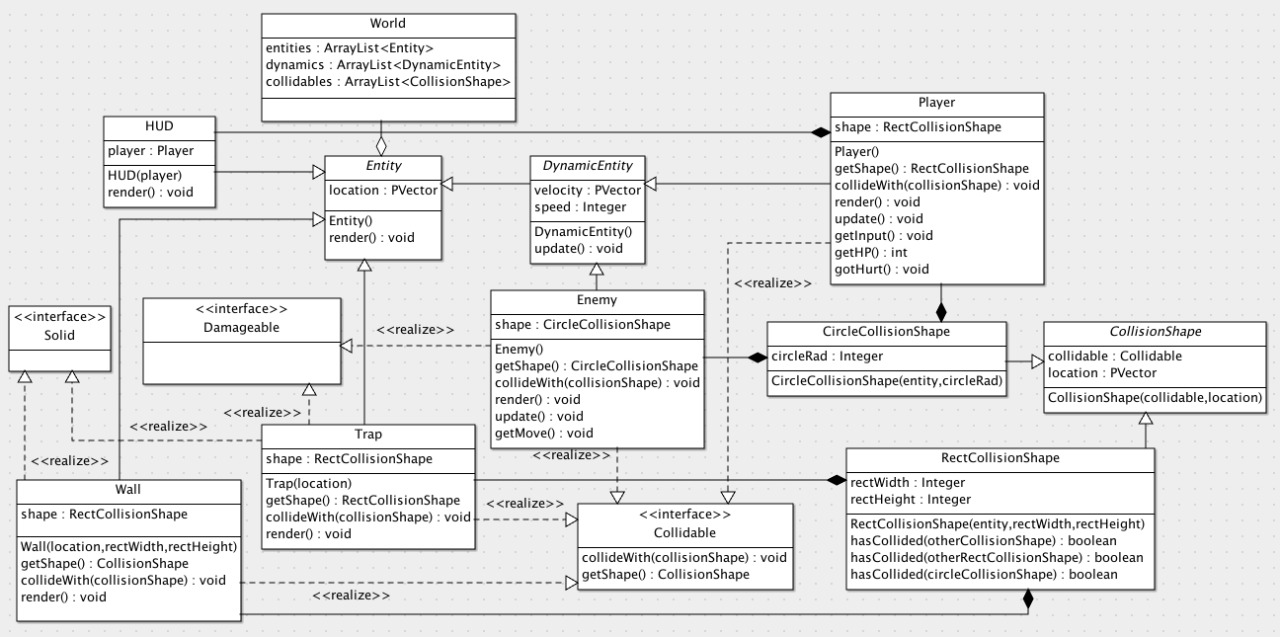 World
entities : ArrayList<Entity>
dynamics : ArrayList<DynamicEntity>
collidables : ArrayList<CollisionShape>
HUD
player : Player
HUD(player)
render() : void
Entity
location : PVector
Entity()
render() : void
DynamicEntity
velocity : PVector
speed : Integer
DynamicEntity()
update() : void
Player
shape : RectCollisionShape
Player()
getShape() : RectCollisionShape
collideWith(collisionShape) : void
render() : void
update() : void
getInput() : void
getHP() : int
gotHurt() : void
<<realize>>
<<interface>>
Solid
<<interface>>
Damageable
<<realize>>
Enemy
shape : CircleCollisionShape
Enemy()
getShape() : CircleCollisionShape
collideWith(collisionShape) : void
render() : void
update() : void
getMove() : void
CircleCollisionShape
circleRad : Integer
CircleCollisionShape(entity,circleRad)
CollisionShape
collidable : Collidable
location : PVector
CollisionShape(collidable,location)
<<realize>>
<<realize>>
<<realize>>
<<realize>>
Trap
shape : RectCollisionShape
Trap(location)
getShape() : RectCollisionShape
collideWith(collisionShape) : void
render() : void
<<realize>>
Wall
shape : RectCollisionShape
Wall(location,rectWidth,rectHeight)
getShape() : CollisionShape
collideWith(collisionShape) : void
render() : void
<<realize>>
<<interface>>
Collidable
collideWith(collisionShape) : void
getShape() : CollisionShape
RectCollisionShape
rectWidth : Integer
rectHeight : Integer
RectCollisionShape(entity,rectWidth,rectHeight)
hasCollided(otherCollisionShape) : boolean
hasCollided(otherRectCollisionShape) : boolean
hasCollided(circleCollisionShape) : boolean